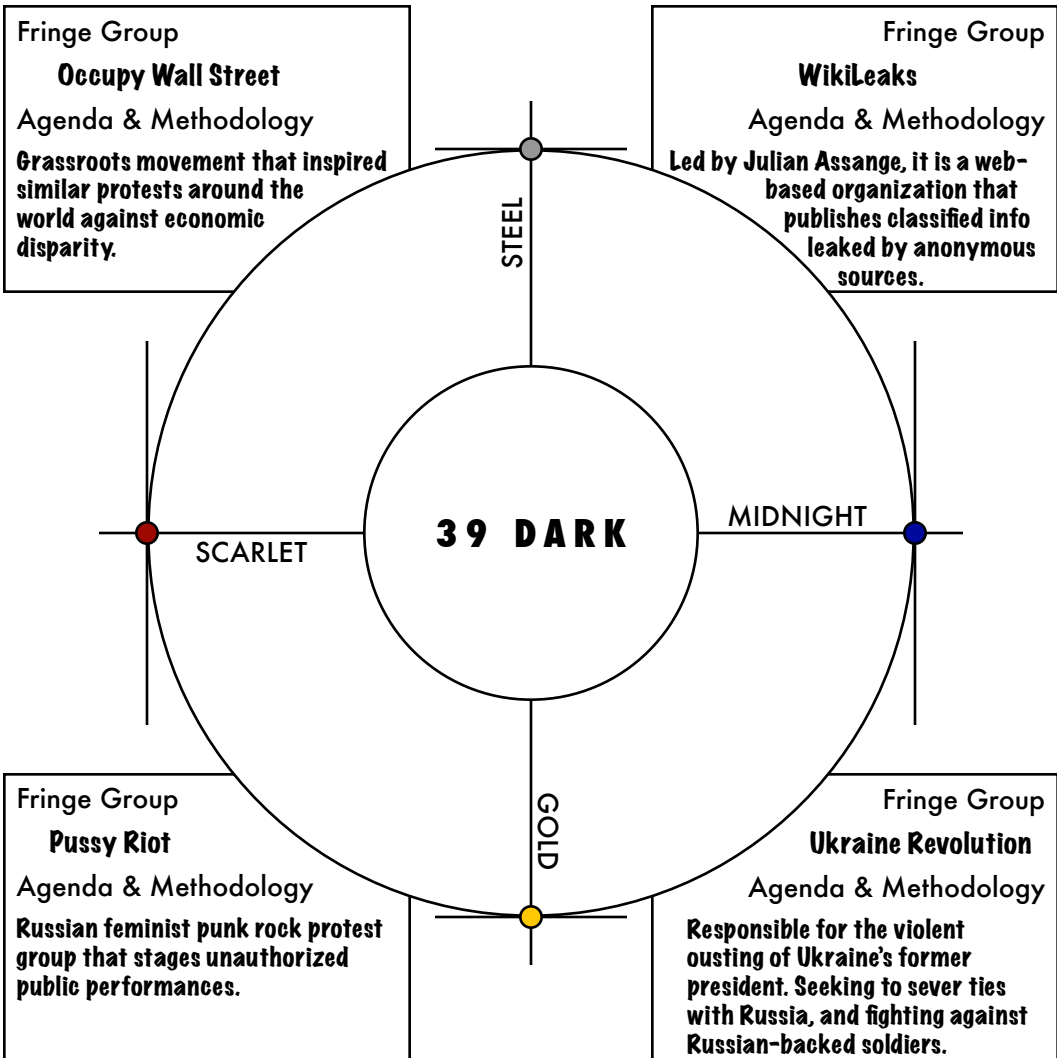 Fringe Group
Occupy Wall Street
Agenda & Methodology
Grassroots movement that inspired
similar protests around the
world against economic
disparity.
Fringe Group
WikiLeaks
Agenda & Methodology
Led by Julian Assange, it is a web-
based organization that
publishes classified info
leaked by anonymous
sources.
STEEL
39 DARK
MIDNIGHT
SCARLET
GOLD
Fringe Group
Pussy Riot
Agenda & Methodology
Russian feminist punk rock protest
group that stages unauthorized
public performances.
Fringe Group
Ukraine Revolution
Agenda & Methodology
Responsible for the violent
ousting of Ukraine's former
president. Seeking to sever ties
with Russia, and fighting against
Russian-backed soldiers.